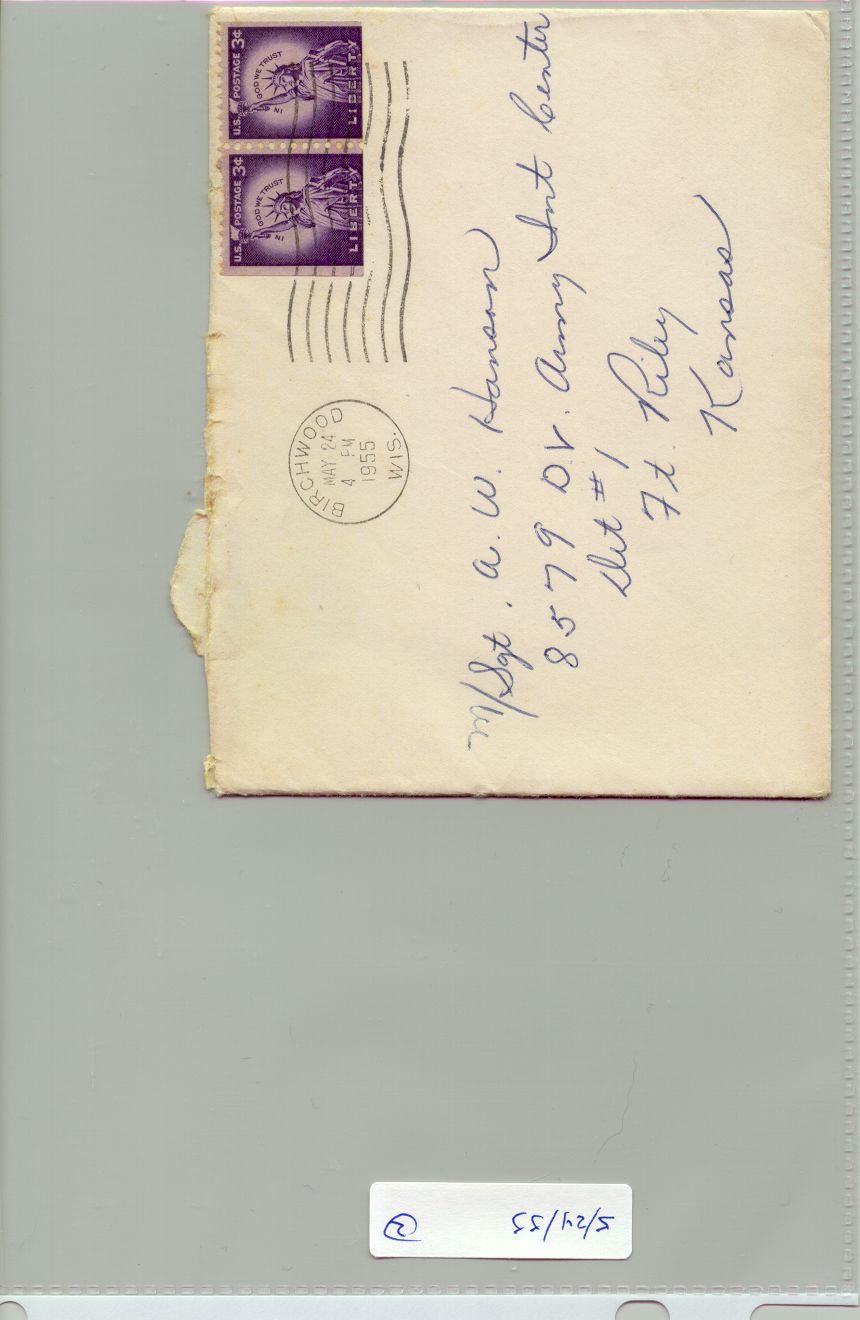 U.S. POSTAGE 3¢
IN GOD WE TRUST
LIBERTY
U.S. POSTAGE 3¢
IN GOD WE TRUST
LIBERTY
BIRCHWOOD
MAY 24
4 PM
1955
WIS.
M/Sgt. A. W. Hanson
8579 D.V. Army Int Center
Det #1
Ft. Riley
Kansas
5/24/55 2